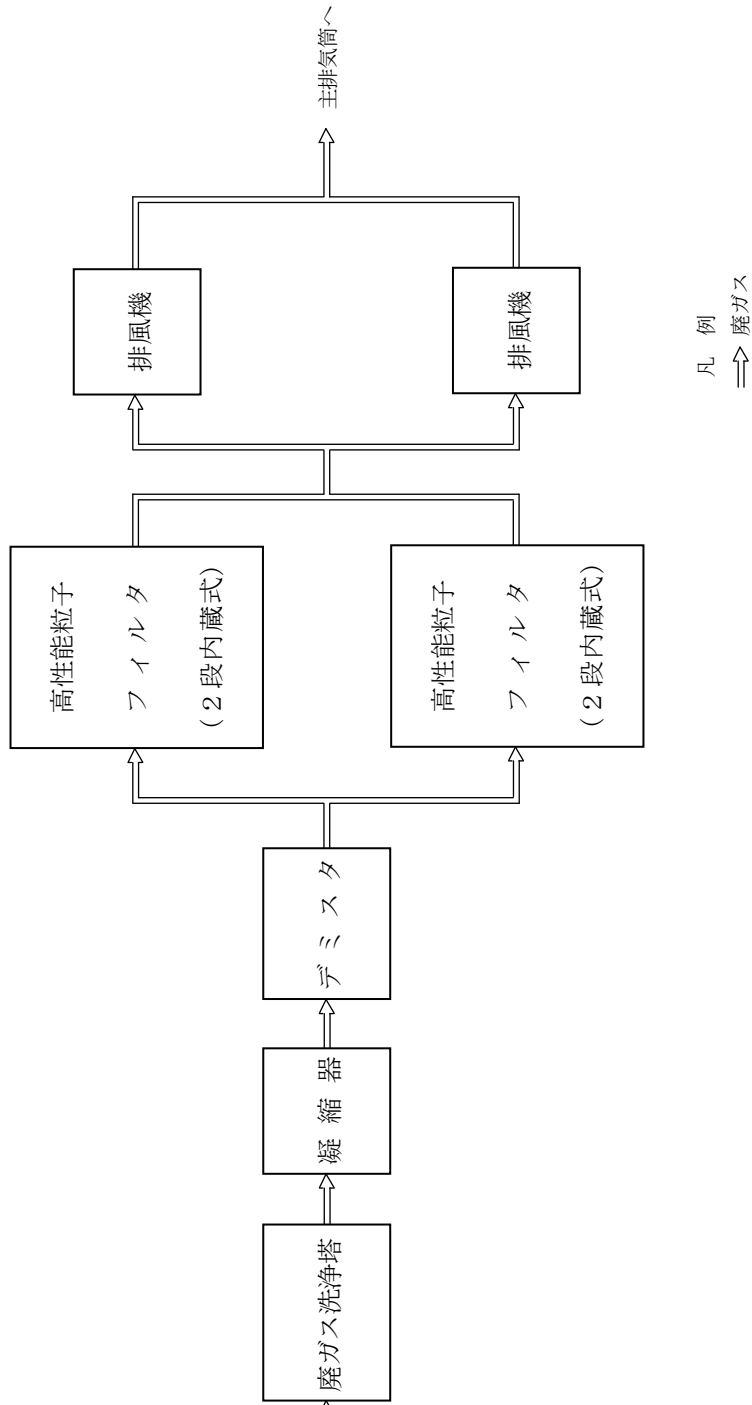 廃ガス洗浄塔
凝縮器
デミスタ
高性能粒子
フィルタ
(2段内蔵式)
高性能粒子
フィルタ
(2段内蔵式)
排風機
排風機
主排気筒へ
凡例
廃ガス